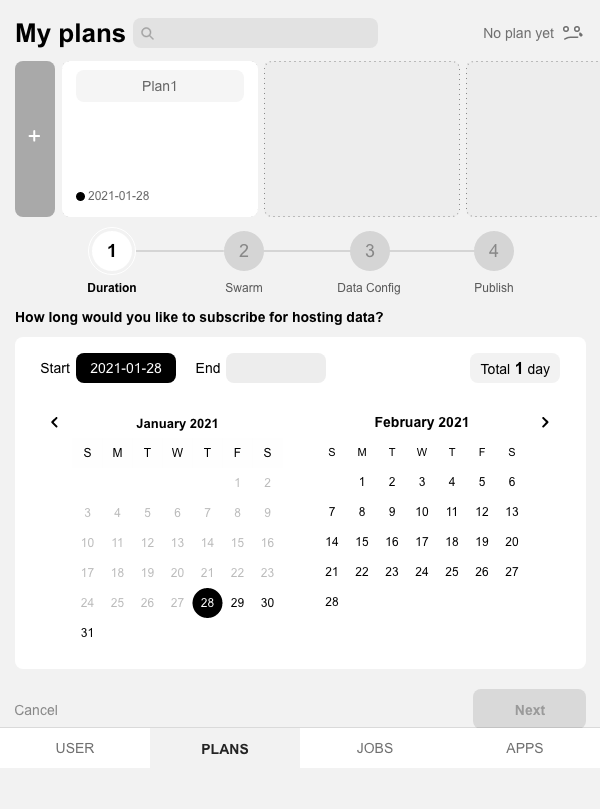 My plans
No plan yet
+
Plan1
2021-01-28
1 2 3 4
Duration Swarm Data Config Publish
How long would you like to subscribe for hosting data?
Start 2021-01-28 End Total 1 day
January 2021
S M T W T F S
1 2
3 4 5 6 7 8 9
10 11 12 13 14 15 16
17 18 19 20 21 22 23
24 25 26 27 28 29 30
31
February 2021
S M T W T F S
1 2 3 4 5 6
7 8 9 10 11 12 13
14 15 16 17 18 19 20
21 22 23 24 25 26 27
28
Cancel Next
USER PLANS JOBS APPS